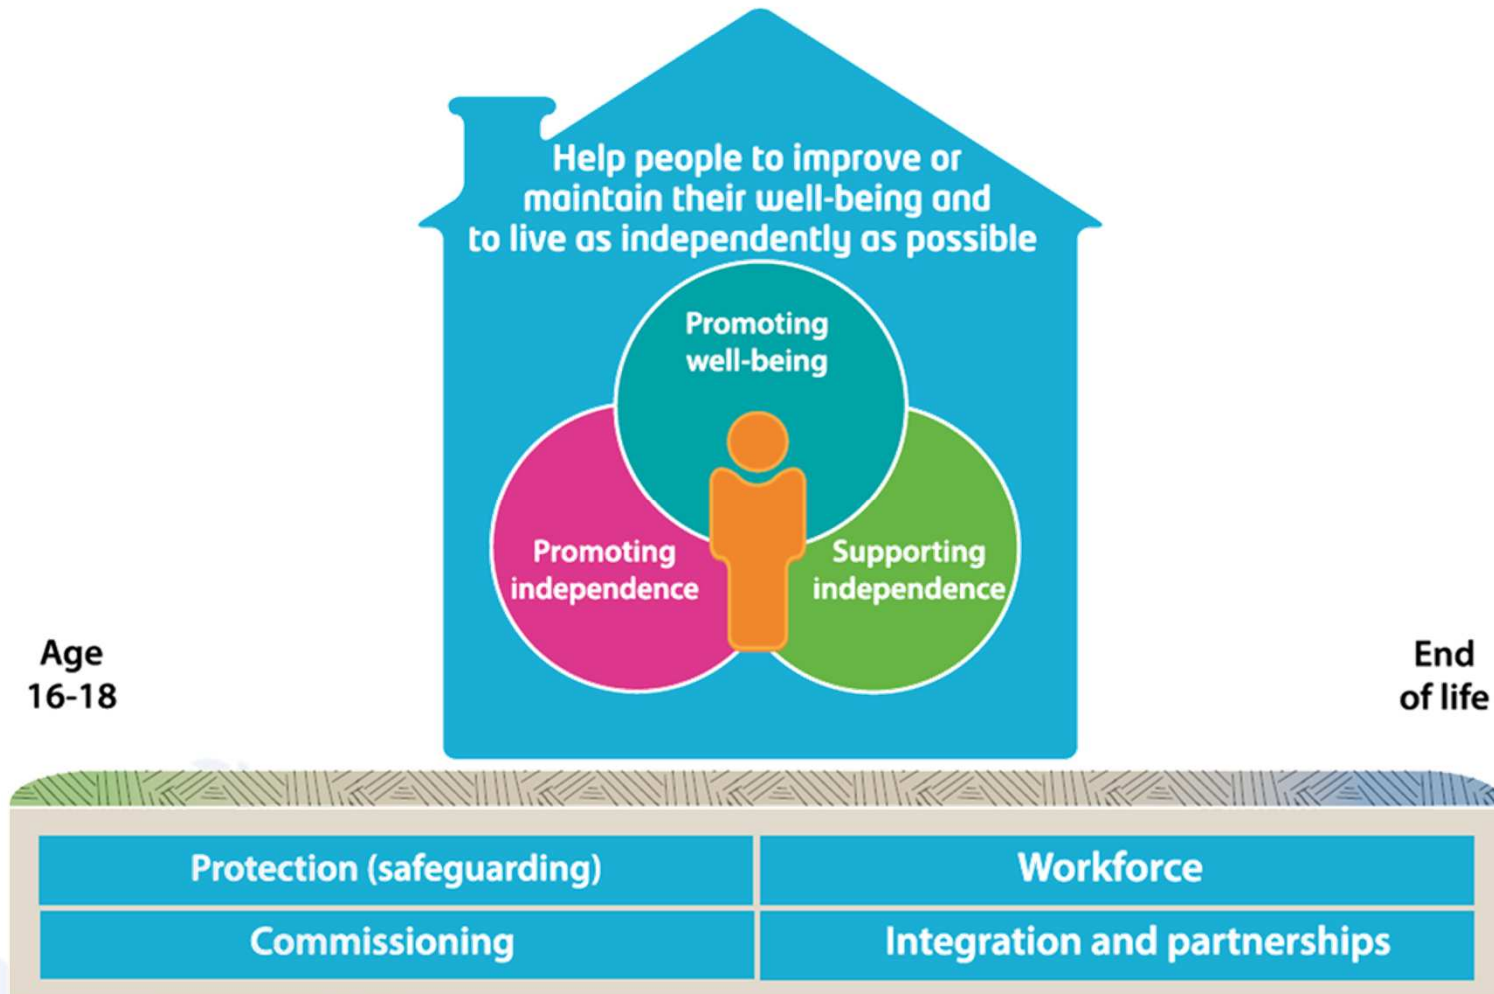 Help people to improve or
maintain their well-being and
to live as independently as possible
Promoting
well-being
Promoting
independence
Supporting
independence
Age
16-18
End
of life
Protection (safeguarding)
Workforce
Commissioning
Integration and partnerships